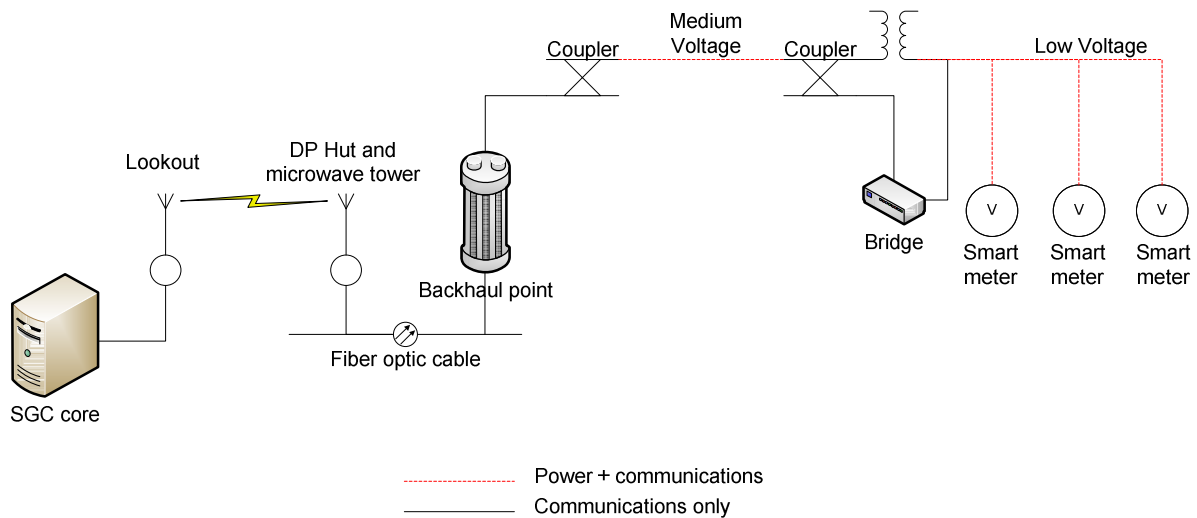 Medium
Voltage
Coupler
Coupler
Low Voltage
Lookout
DP Hut and
microwave tower
V
V
V
Bridge
Smart
meter
Smart
meter
Smart
meter
Backhaul point
Fiber optic cable
SGC core
Power + communications
Communications only